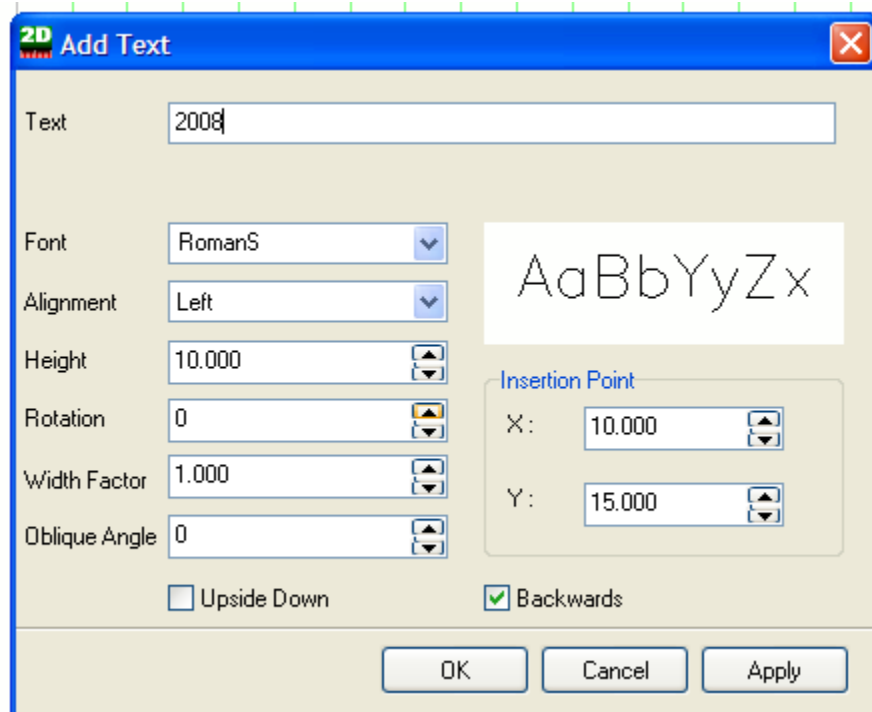 2D Add Text
Text 2008
Font RomanS
AaBbYyZx
Alignment Left
Height 10.000
Insertion Point
Rotation 0
X: 10.000
Width Factor 1.000
Y: 15.000
Oblique Angle 0
Upside Down Backwards
OK Cancel Apply